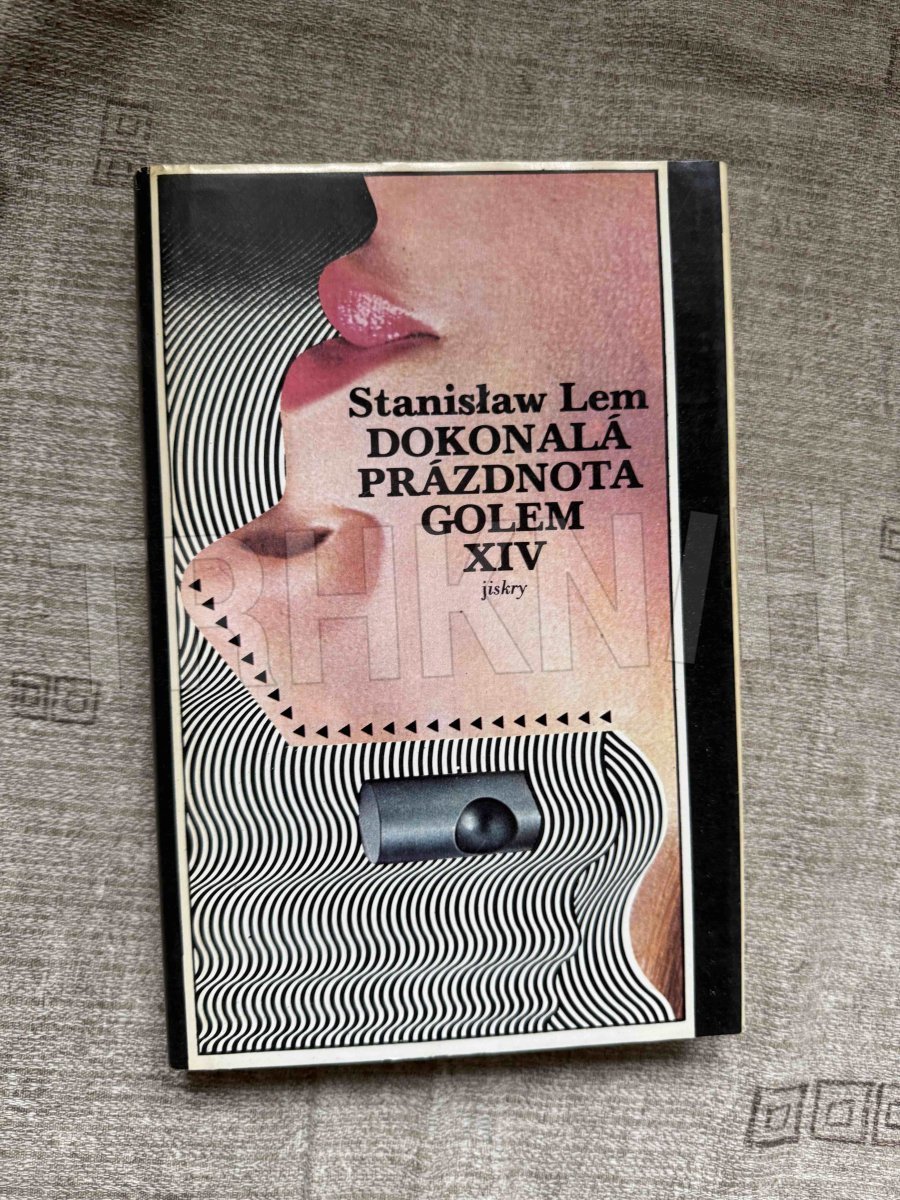 Stanisław Lem
DOKONALÁ
PRÁZDNOTA
GOLEM
XIV
jiskry